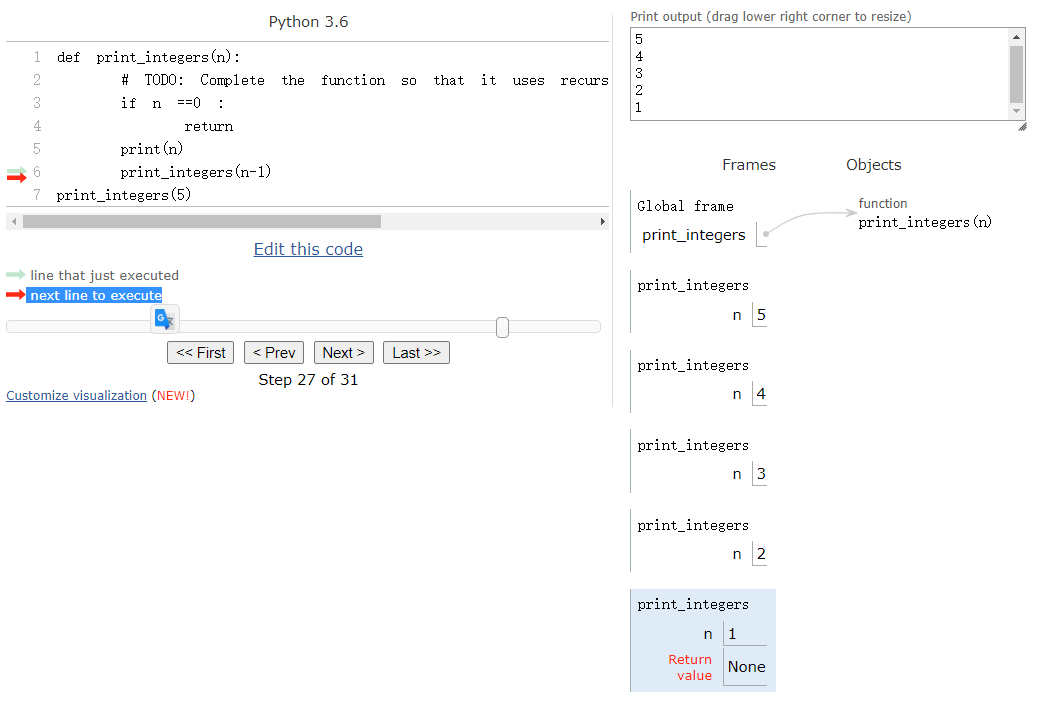 Python 3.6
1 def print_integers(n):
2 # TODO: Complete the function so that it uses recurs
3 if n ==0 :
4 return
5 print(n)
6 print_integers(n-1)
7 print_integers(5)
Edit this code
line that just executed
next line to execute
<< First < Prev Next > Last >>
Step 27 of 31
Customize visualization (NEW!)
Print output (drag lower right corner to resize)
5
4
3
2
1
Frames Objects
Global frame
print_integers
function
print_integers(n)
print_integers
n 5
print_integers
n 4
print_integers
n 3
print_integers
n 2
print_integers
n 1
Return
value None